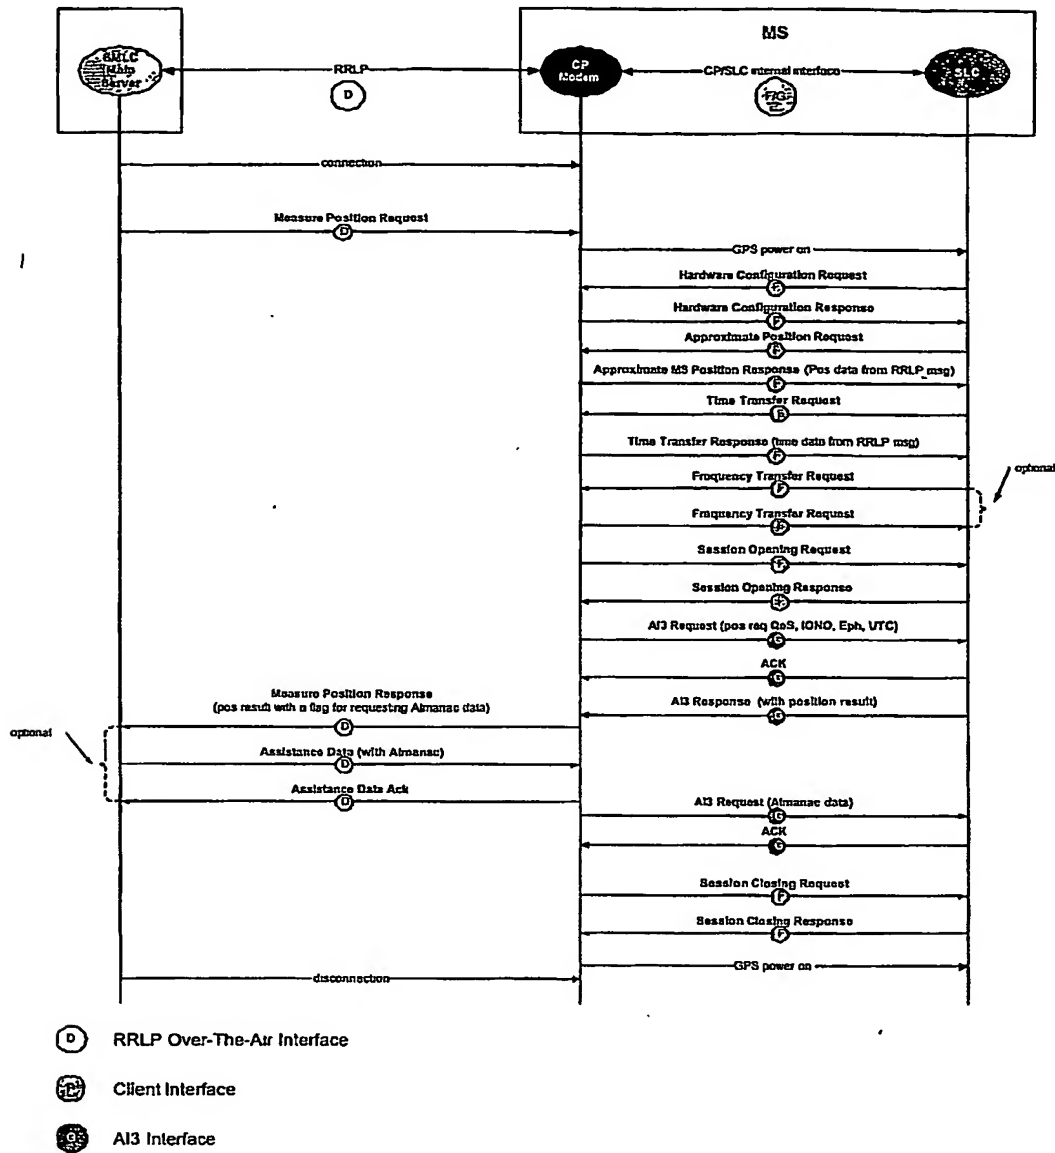 MS
SMLC
Main
Server
RRLP
D
CP
Modem
CP/SLC internal interface
F/G
SLC
connection
Measure Position Request
D
GPS power on
Hardware Configuration Request
F
Hardware Configuration Response
F
Approximate Position Request
F
Approximate MS Position Response (Pos data from RRLP msg)
F
Time Transfer Request
F
Time Transfer Response (time data from RRLP msg)
F
Frequency Transfer Request
F
optional
Frequency Transfer Request
F
Session Opening Request
F
Session Opening Response
F
AI3 Request (pos req QoS, IONO, Eph, UTC)
G
ACK
G
Measure Position Response
(pos result with a flag for requesting Almanac data)
D
AI3 Response (with position result)
G
optional
Assistance Data (with Almanac)
D
Assistance Data Ack
D
AI3 Request (Almanac data)
G
ACK
G
Session Closing Request
F
Session Closing Response
F
GPS power on
disconnection
D RRLP Over-The-Air Interface
F Client Interface
G AI3 Interface